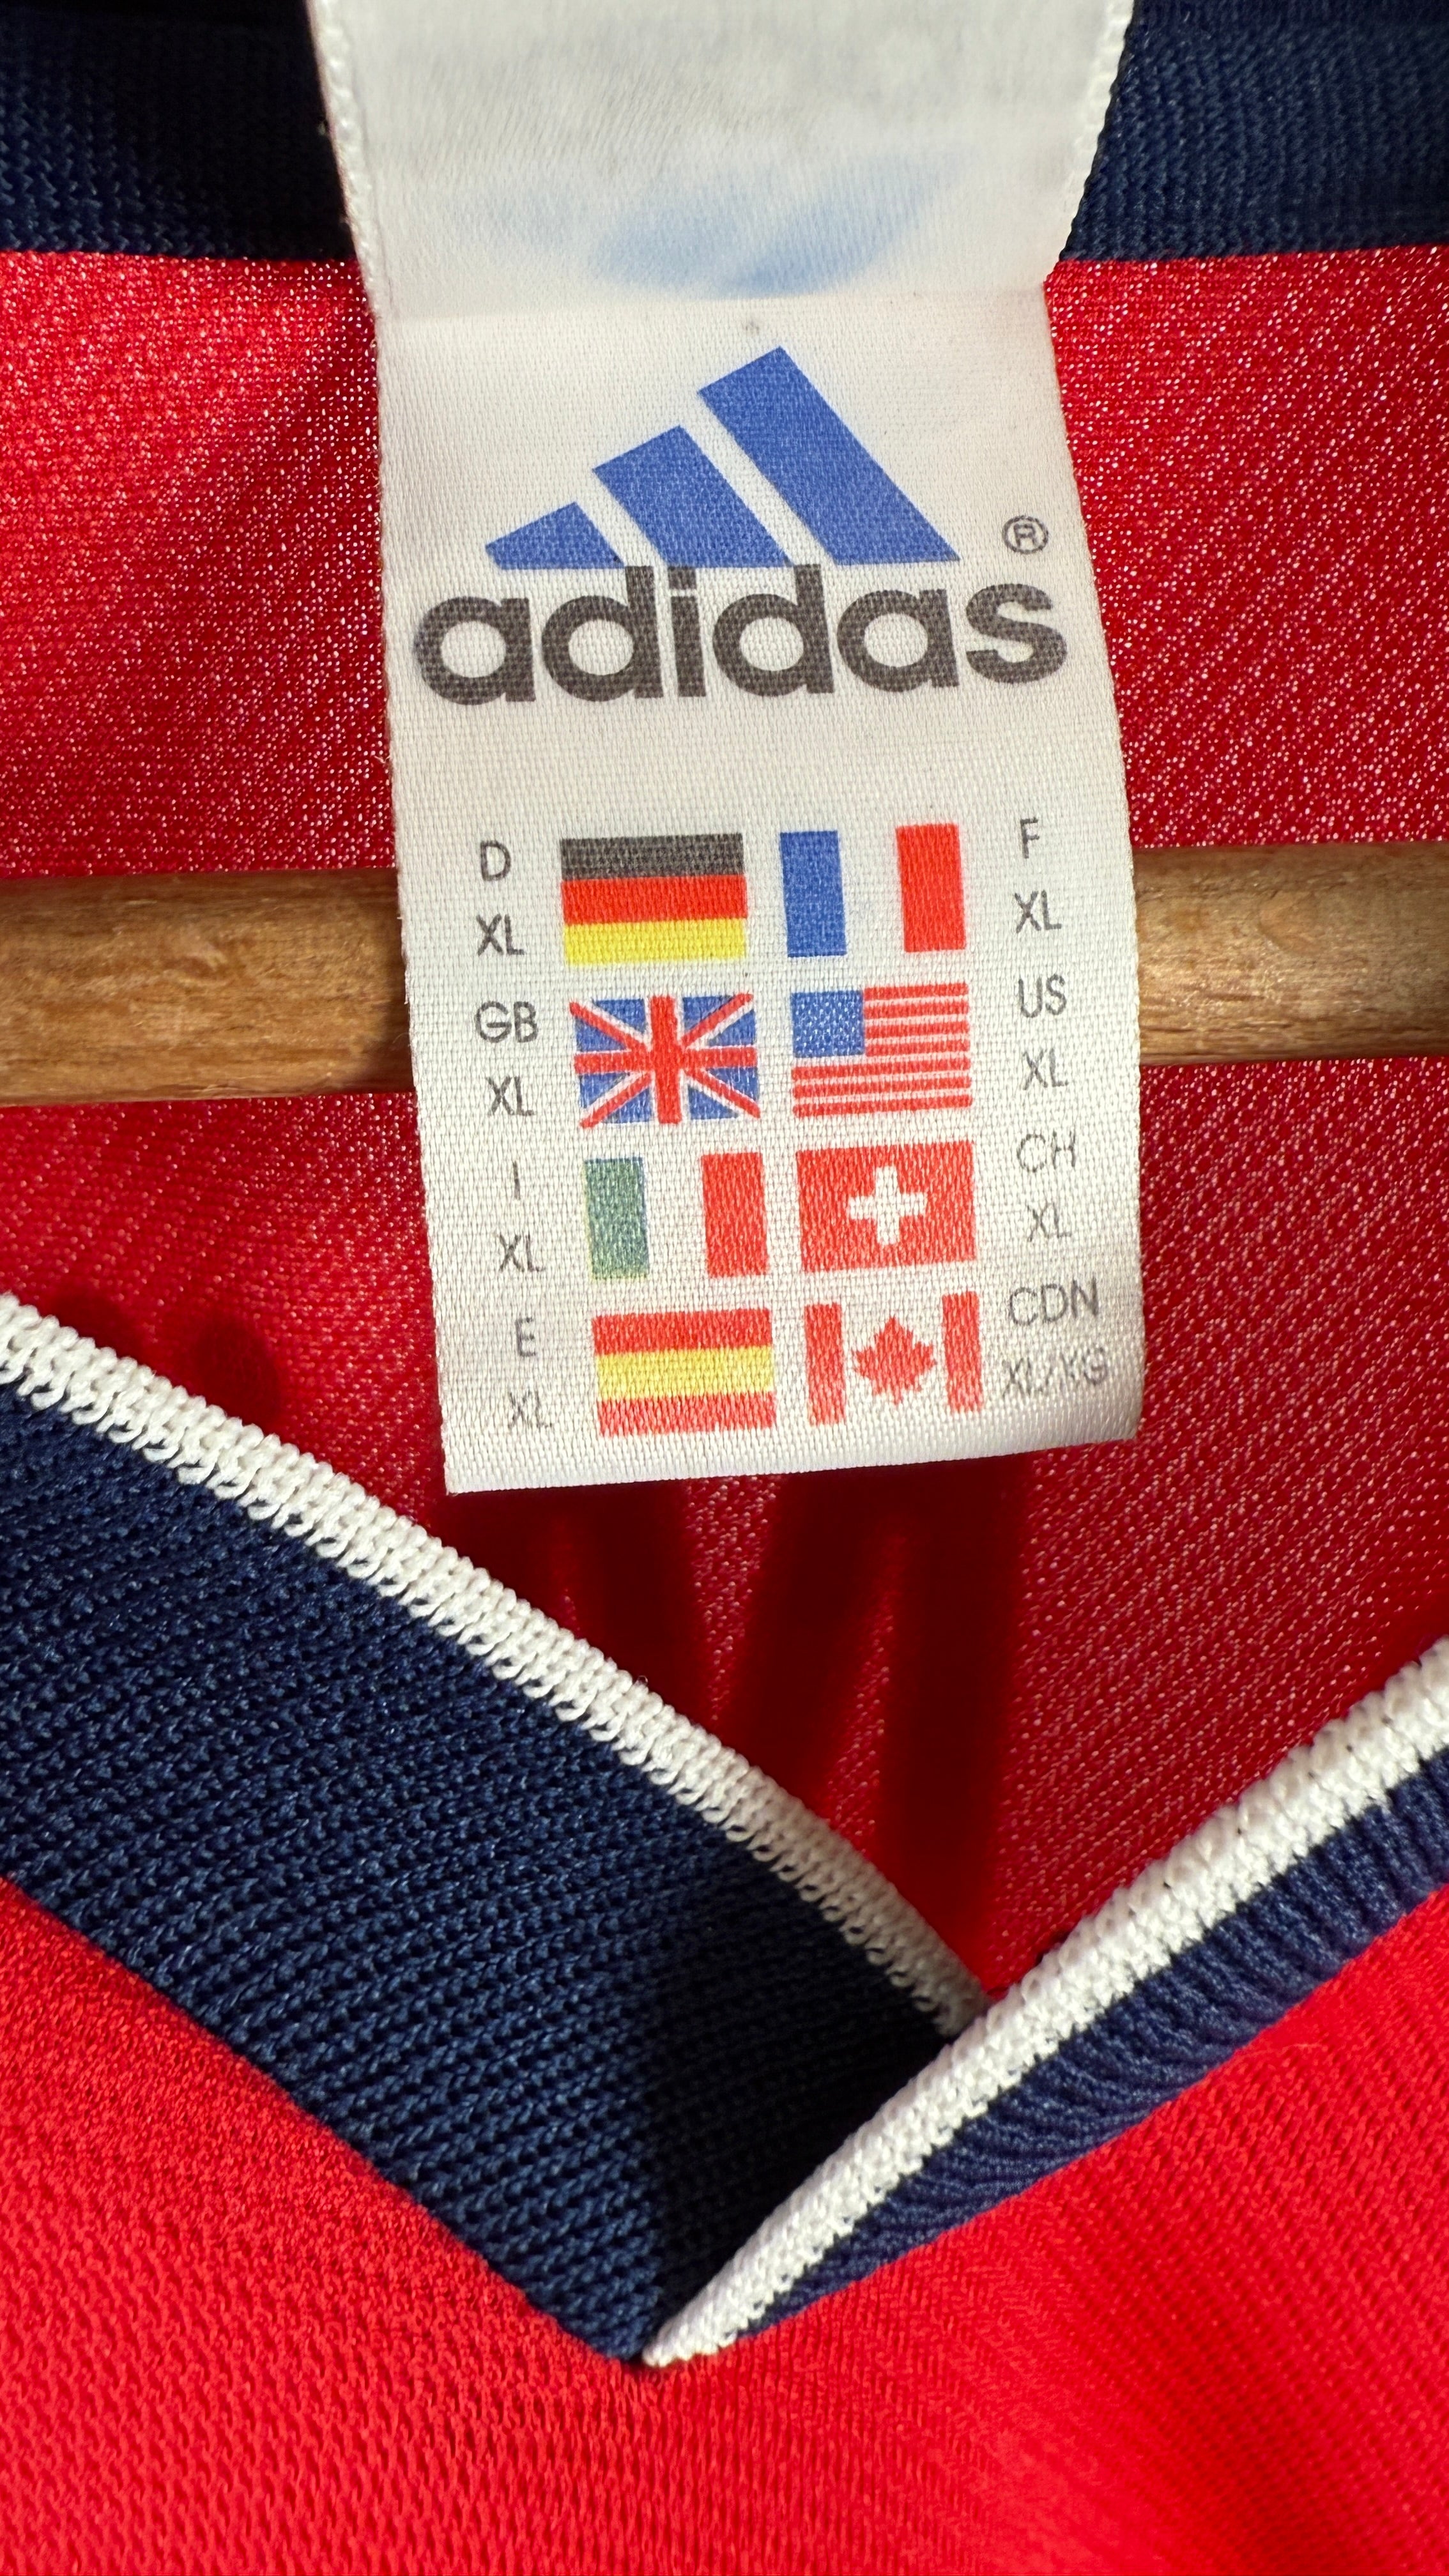 adidas ®
D F
XL XL
GB US
XL XL
I CH
XL XL
E CDN
XL XL/XG